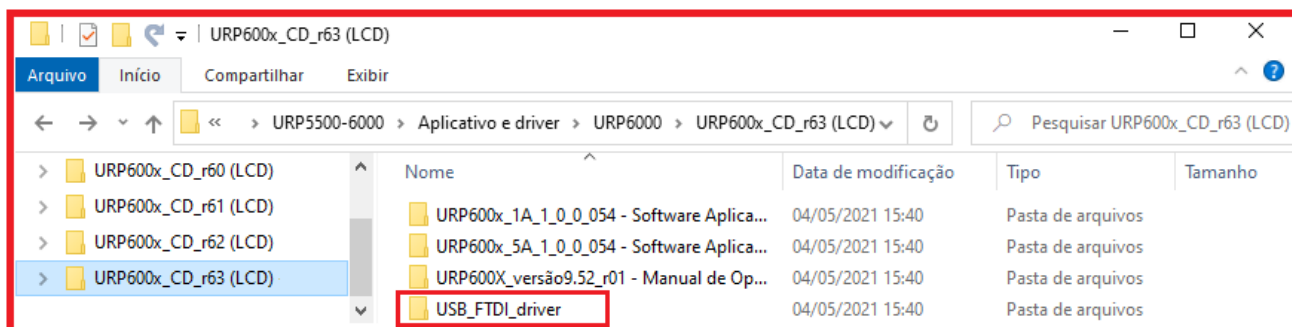 URP600x_CD_r63 (LCD)
Arquivo Início Compartilhar Exibir
« > URP5500-6000 > Aplicativo e driver > URP6000 > URP600x_CD_r63 (LCD) Pesquisar URP600x_CD_r63 (LCD)
URP600x_CD_r60 (LCD)
URP600x_CD_r61 (LCD)
URP600x_CD_r62 (LCD)
URP600x_CD_r63 (LCD)
Nome Data de modificação Tipo Tamanho
URP600x_1A_1_0_0_054 - Software Aplica... 04/05/2021 15:40 Pasta de arquivos
URP600x_5A_1_0_0_054 - Software Aplica... 04/05/2021 15:40 Pasta de arquivos
URP600X_versão9.52_r01 - Manual de Op... 04/05/2021 15:40 Pasta de arquivos
USB_FTDI_driver 04/05/2021 15:40 Pasta de arquivos